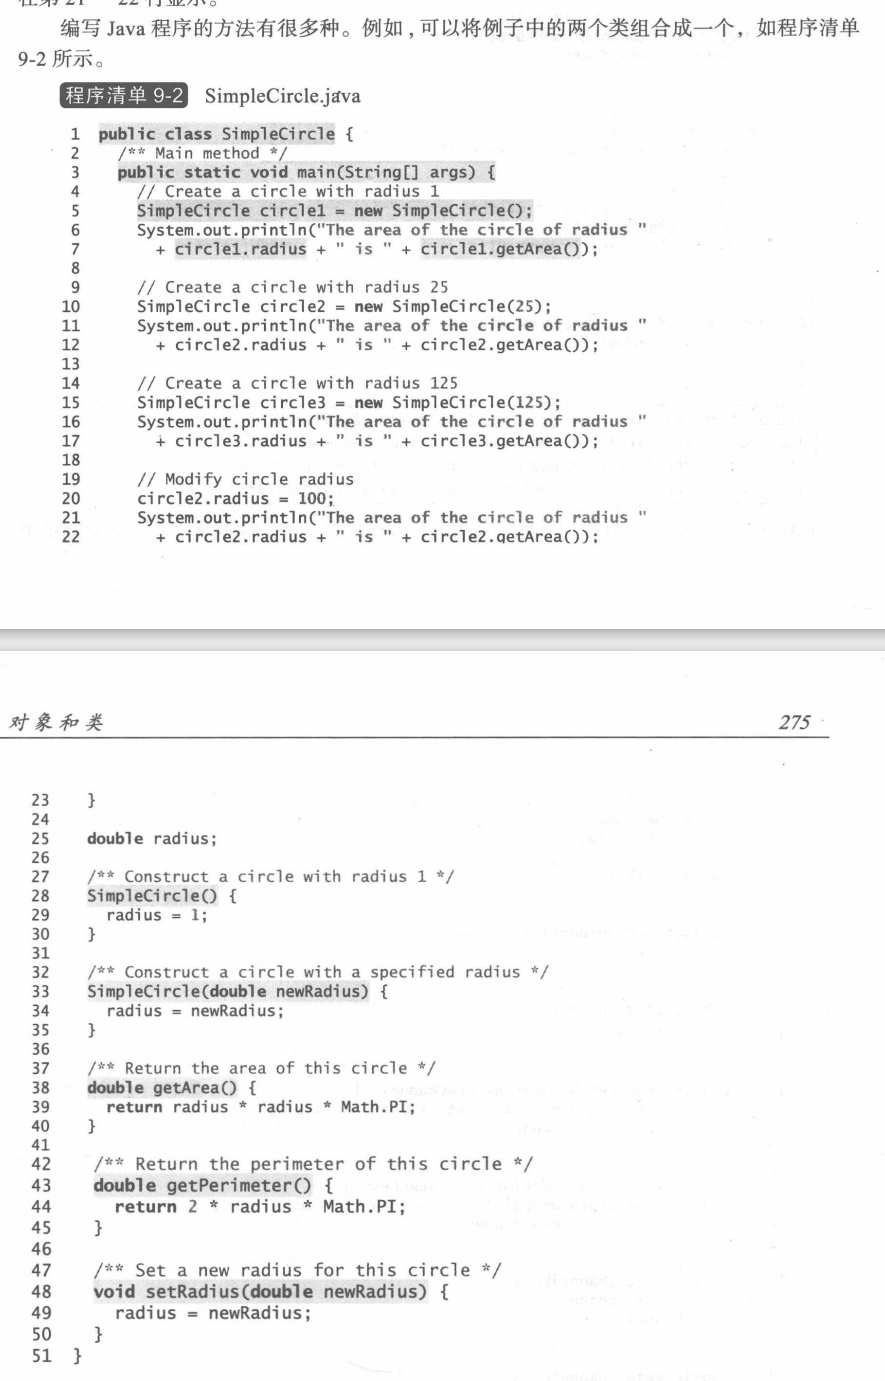 在第 21 ~ 22 行显示。
编写 Java 程序的方法有很多种。例如，可以将例子中的两个类组合成一个，如程序清单
9-2 所示。
程序清单 9-2 SimpleCircle.java
1 public class SimpleCircle {
2 /** Main method */
3 public static void main(String[] args) {
4 // Create a circle with radius 1
5 SimpleCircle circle1 = new SimpleCircle();
6 System.out.println("The area of the circle of radius "
7 + circle1.radius + " is " + circle1.getArea());
8
9 // Create a circle with radius 25
10 SimpleCircle circle2 = new SimpleCircle(25);
11 System.out.println("The area of the circle of radius "
12 + circle2.radius + " is " + circle2.getArea());
13
14 // Create a circle with radius 125
15 SimpleCircle circle3 = new SimpleCircle(125);
16 System.out.println("The area of the circle of radius "
17 + circle3.radius + " is " + circle3.getArea());
18
19 // Modify circle radius
20 circle2.radius = 100;
21 System.out.println("The area of the circle of radius "
22 + circle2.radius + " is " + circle2.getArea());
对象和类 275
23 }
24
25 double radius;
26
27 /** Construct a circle with radius 1 */
28 SimpleCircle() {
29 radius = 1;
30 }
31
32 /** Construct a circle with a specified radius */
33 SimpleCircle(double newRadius) {
34 radius = newRadius;
35 }
36
37 /** Return the area of this circle */
38 double getArea() {
39 return radius * radius * Math.PI;
40 }
41
42 /** Return the perimeter of this circle */
43 double getPerimeter() {
44 return 2 * radius * Math.PI;
45 }
46
47 /** Set a new radius for this circle */
48 void setRadius(double newRadius) {
49 radius = newRadius;
50 }
51 }